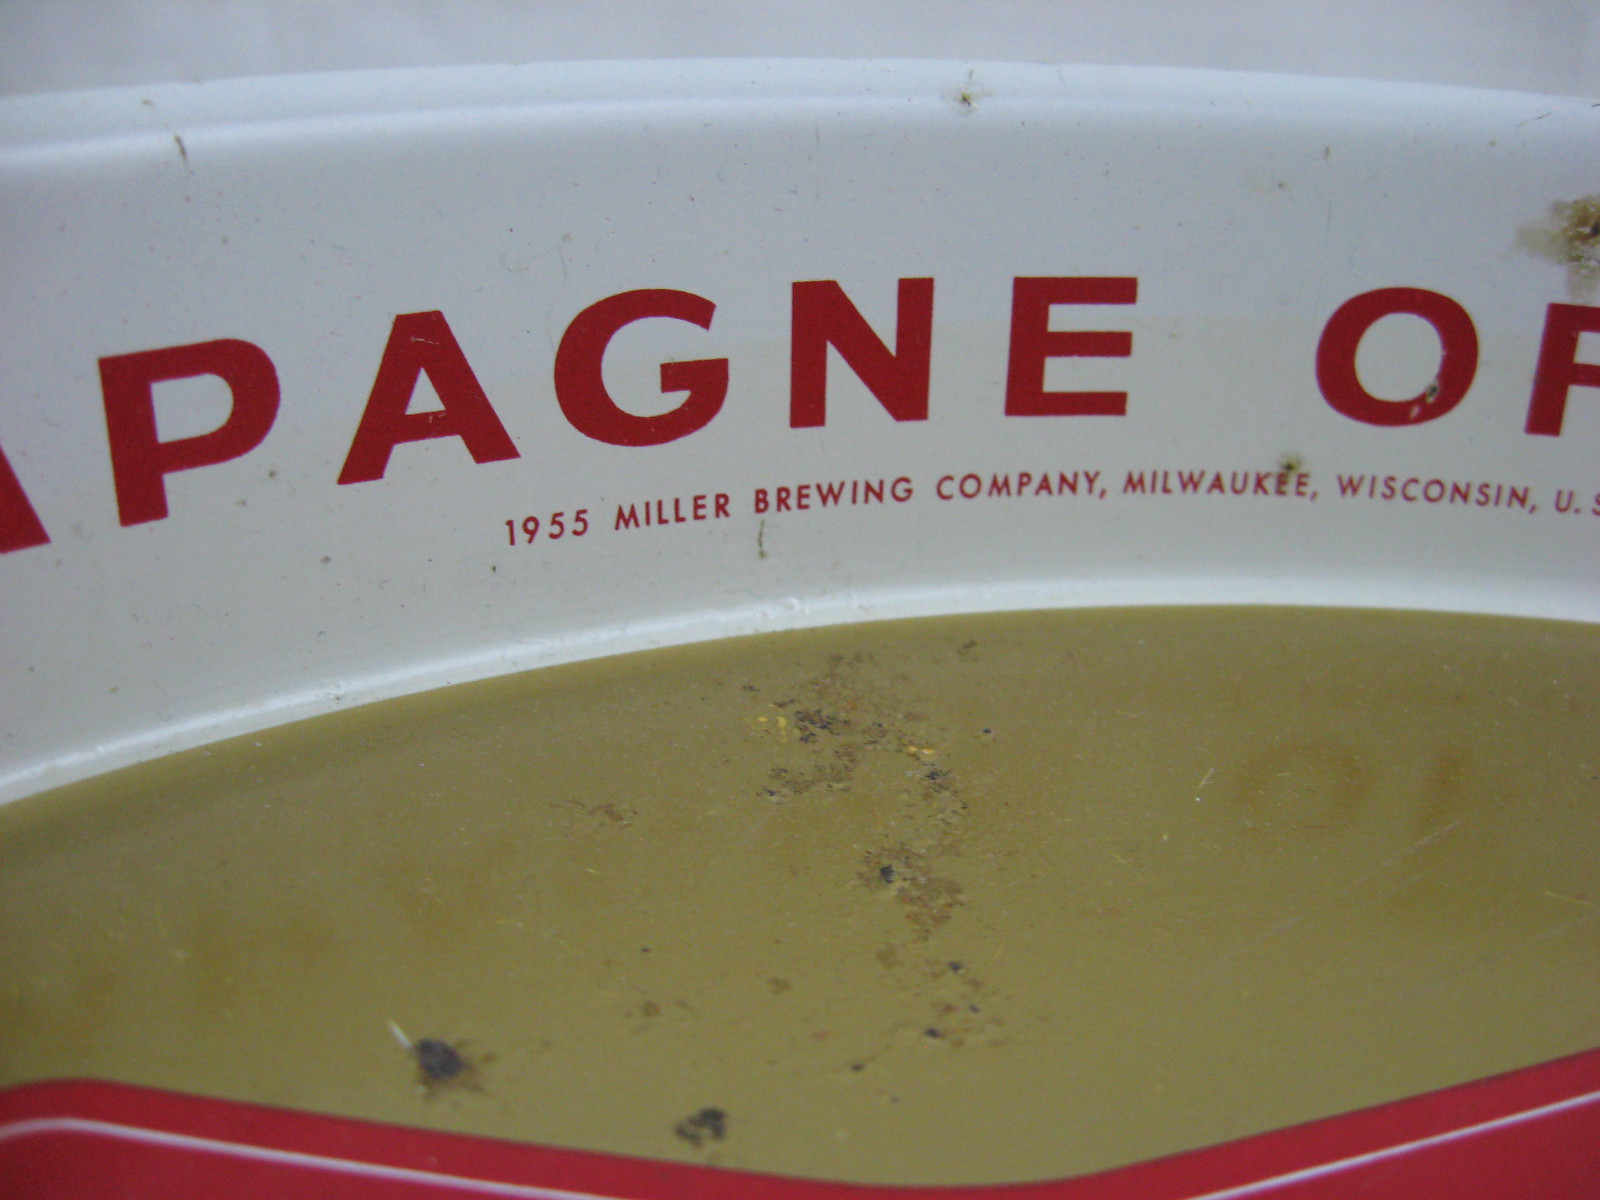 APAGNE OF
1955 MILLER BREWING COMPANY, MILWAUKEE, WISCONSIN, U.S